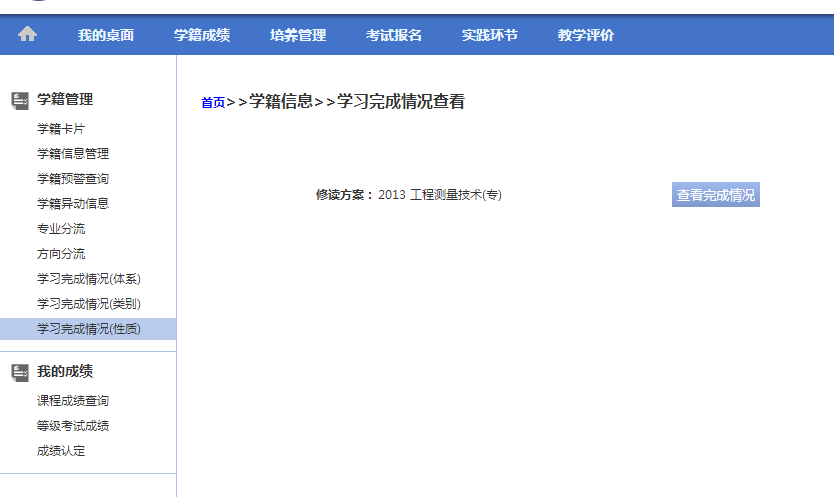 我的桌面 学籍成绩 培养管理 考试报名 实践环节 教学评价
学籍管理
学籍卡片
学籍信息管理
学籍预警查询
学籍异动信息
专业分流
方向分流
学习完成情况(体系)
学习完成情况(类别)
学习完成情况(性质)
我的成绩
课程成绩查询
等级考试成绩
成绩认定
首页>>学籍信息>>学习完成情况查看
修读方案：2013 工程测量技术(专) 查看完成情况